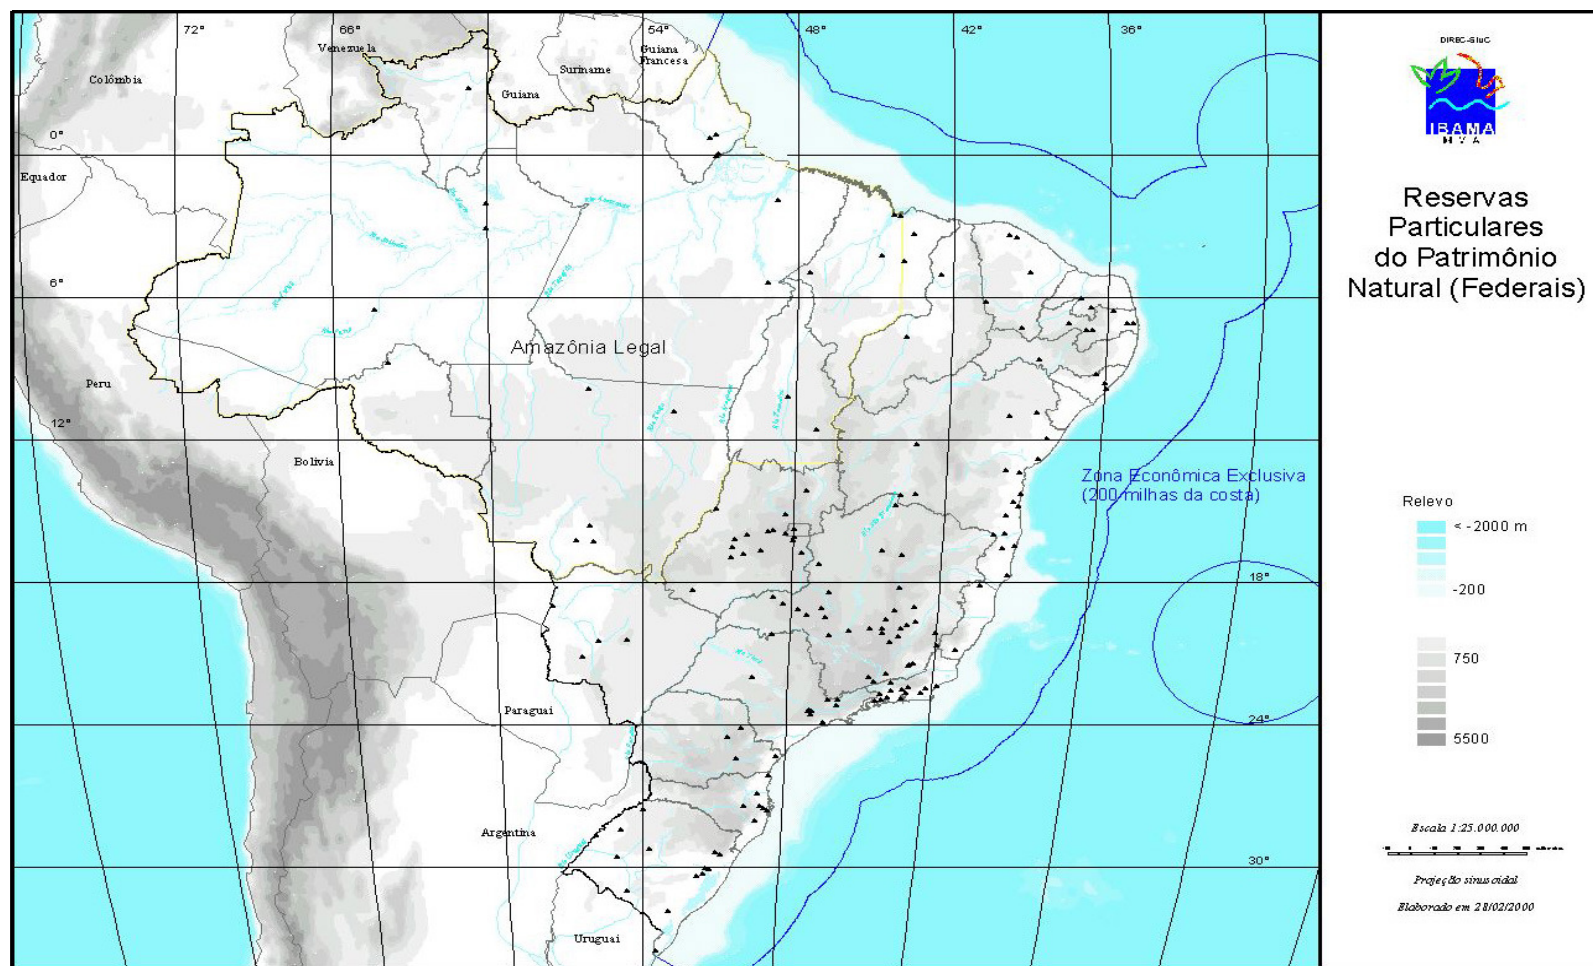 72°
66°
54°
48°
42°
36°
Venezuela
Colômbia
Suriname
Guiana
Francesa
Guiana
0°
Equador
6°
Amazônia Legal
Peru
12°
Bolivia
Zona Econômica Exclusiva
(200 milhas da costa)
18°
Paraguai
24°
Argentina
30°
Uruguai
DIREC-SIUC
IBAMA
M M A
Reservas
Particulares
do Patrimônio
Natural (Federais)
Relevo
< -2000 m
-200
750
5500
Escala 1:25.000.000
Projeção sinusoidal
Elaborado em 28/02/2000